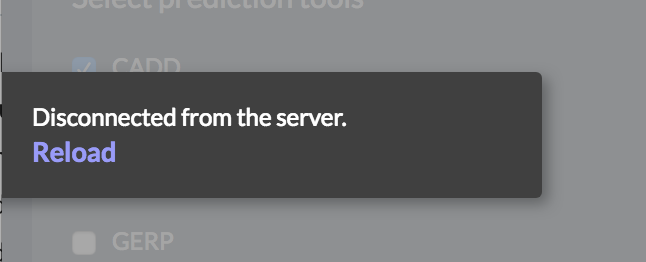 Select prediction tools
CADD
Disconnected from the server.
Reload
GERP